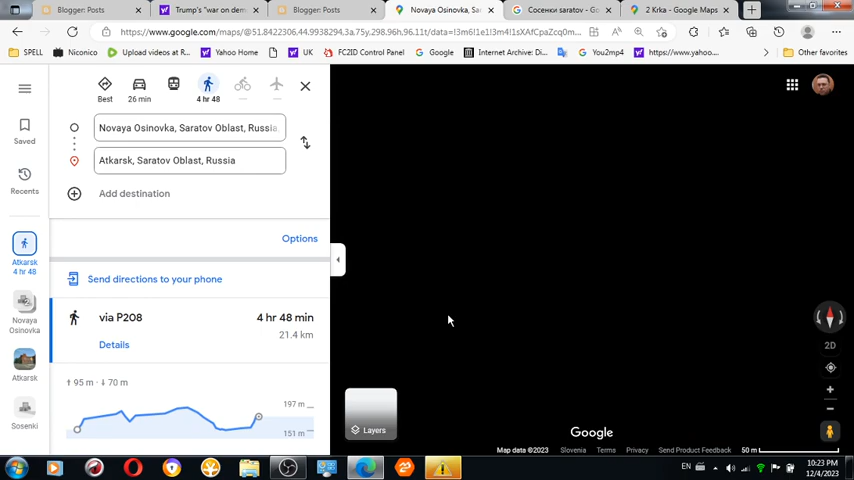 Blogger: Posts
Trump's "war on dem
Blogger: Posts
Novaya Osinovka, Sa
Сосенки saratov - Go
2 Krka - Google Maps
https://www.google.com/maps/@51.8422306,44.9938294,3a,75y,298.96h,96.11t/data=!3m6!1e1!3m4!1s
SPELL
Niconico
Upload videos at R...
Yahoo Home
UK
FC2ID Control Panel
Google
Internet Archive: Di...
You2mp4
https://www.yahoo....
Other favorites
Best
26 min
4 hr 48
Saved
Novaya Osinovka, Saratov Oblast, Russia
Atkarsk, Saratov Oblast, Russia
Recents
Add destination
Options
Atkarsk
4 hr 48
Send directions to your phone
via P208
4 hr 48 min
21.4 km
Details
Novaya
Osinovka
Atkarsk
95 m · 70 m
197 m
151 m
Sosenki
2D
Layers
Google
Map data ©2023
Slovenia
Terms
Privacy
Send Product Feedback
50 m
EN
10:23 PM
12/4/2023